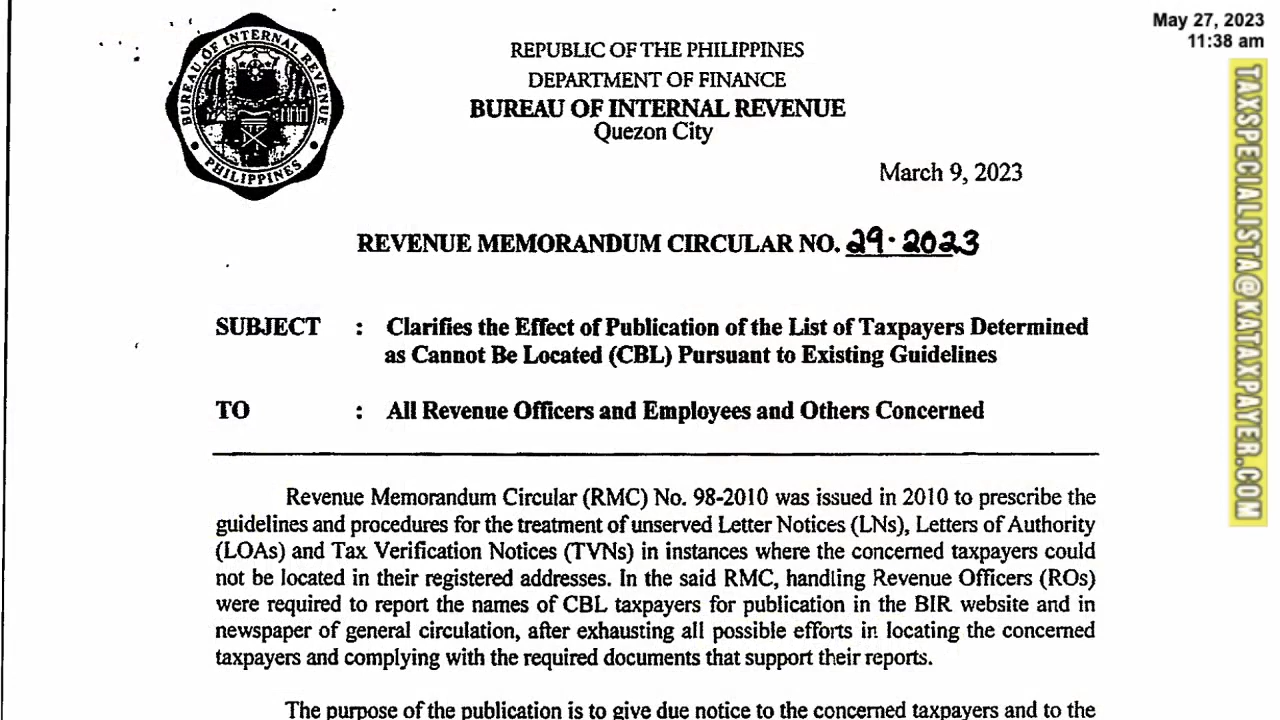 May 27, 2023
11:38 am
TAXSPECIALISTA@KATAXPAYER.COM
BUREAU OF INTERNAL REVENUE
PHILIPPINES
REPUBLIC OF THE PHILIPPINES
DEPARTMENT OF FINANCE
BUREAU OF INTERNAL REVENUE
Quezon City
March 9, 2023
REVENUE MEMORANDUM CIRCULAR NO. 29-2023
SUBJECT : Clarifies the Effect of Publication of the List of Taxpayers Determined
as Cannot Be Located (CBL) Pursuant to Existing Guidelines
TO : All Revenue Officers and Employees and Others Concerned
Revenue Memorandum Circular (RMC) No. 98-2010 was issued in 2010 to prescribe the
guidelines and procedures for the treatment of unserved Letter Notices (LNs), Letters of Authority
(LOAs) and Tax Verification Notices (TVNs) in instances where the concerned taxpayers could
not be located in their registered addresses. In the said RMC, handling Revenue Officers (ROs)
were required to report the names of CBL taxpayers for publication in the BIR website and in
newspaper of general circulation, after exhausting all possible efforts in locating the concerned
taxpayers and complying with the required documents that support their reports.
The purpose of the publication is to give due notice to the concerned taxpayers and to the